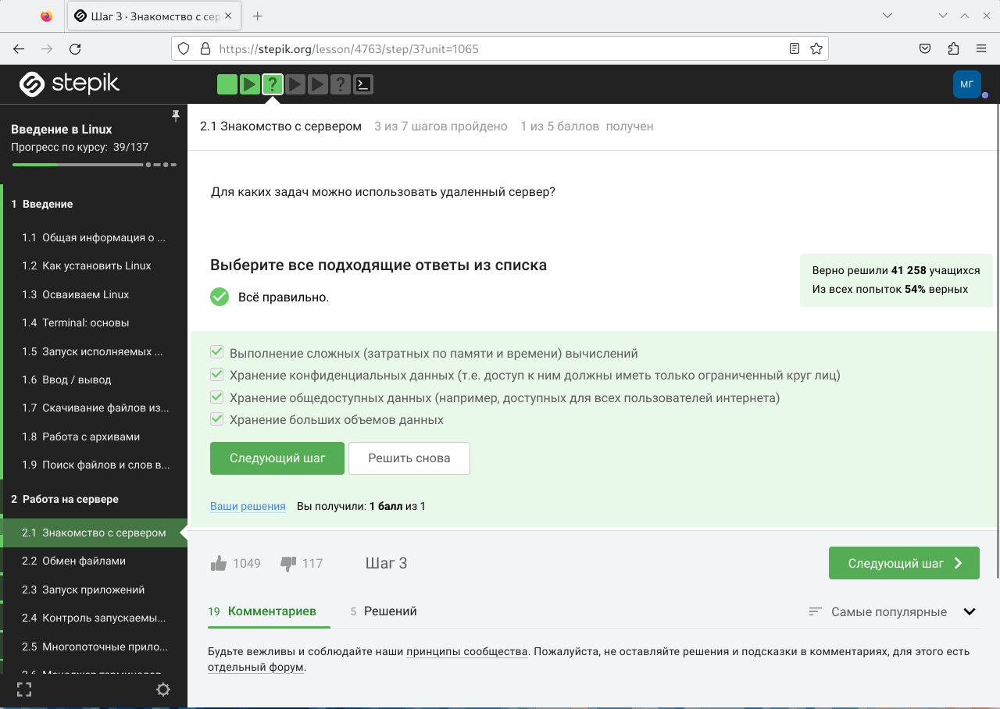 Шаг 3 · Знакомство с сер
https://stepik.org/lesson/4763/step/3?unit=1065
stepik
МГ
Введение в Linux
Прогресс по курсу: 39/137
1 Введение
1.1 Общая информация о ...
1.2 Как установить Linux
1.3 Осваиваем Linux
1.4 Terminal: основы
1.5 Запуск исполняемых ...
1.6 Ввод / вывод
1.7 Скачивание файлов из...
1.8 Работа с архивами
1.9 Поиск файлов и слов в...
2 Работа на сервере
2.1 Знакомство с сервером
2.2 Обмен файлами
2.3 Запуск приложений
2.4 Контроль запускаемы...
2.5 Многопоточные прило...
2.6 Менеджер терминалов
2.1 Знакомство с сервером 3 из 7 шагов пройдено 1 из 5 баллов получен
Для каких задач можно использовать удаленный сервер?
Выберите все подходящие ответы из списка
Всё правильно.
Верно решили 41 258 учащихся
Из всех попыток 54% верных
Выполнение сложных (затратных по памяти и времени) вычислений
Хранение конфиденциальных данных (т.е. доступ к ним должны иметь только ограниченный круг лиц)
Хранение общедоступных данных (например, доступных для всех пользователей интернета)
Хранение больших объемов данных
Следующий шаг Решить снова
Ваши решения Вы получили: 1 балл из 1
1049 117 Шаг 3 Следующий шаг
19 Комментариев 5 Решений Самые популярные
Будьте вежливы и соблюдайте наши принципы сообщества. Пожалуйста, не оставляйте решения и подсказки в комментариях, для этого есть
отдельный форум.